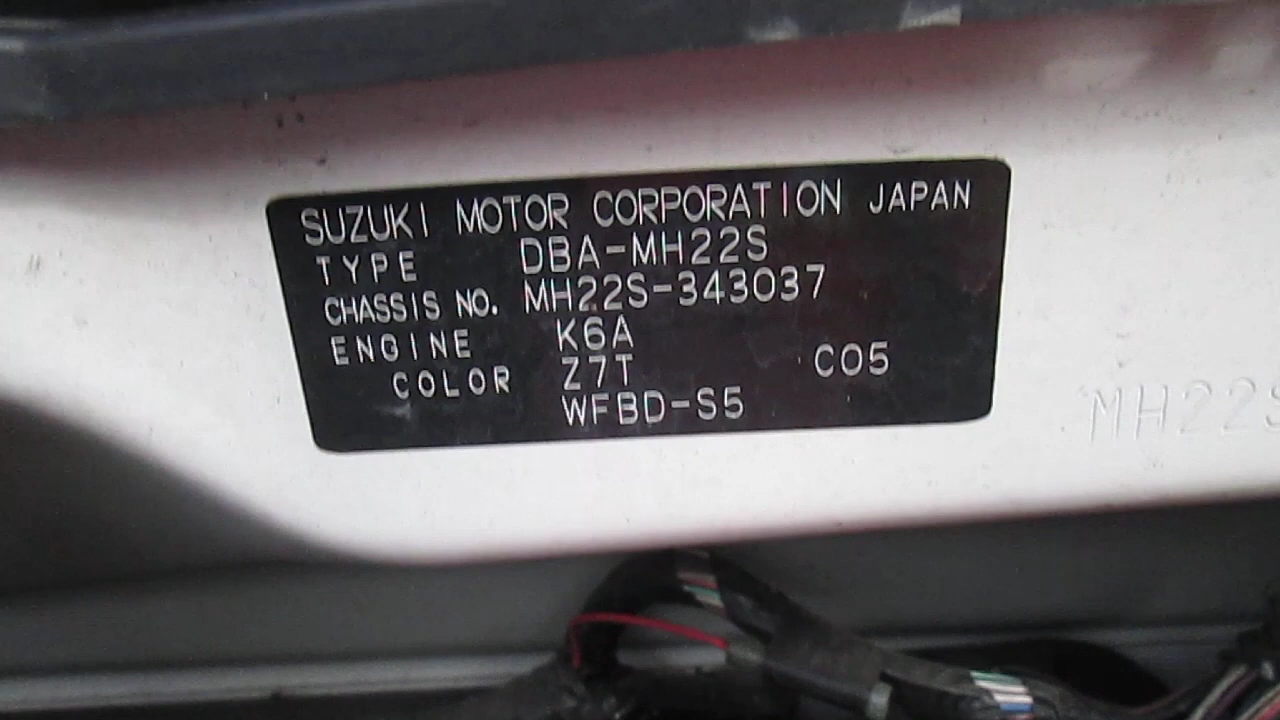 SUZUKI MOTOR CORPORATION JAPAN
TYPE DBA-MH22S
CHASSIS NO. MH22S-343037
ENGINE K6A
COLOR Z7T C05
WFBD-S5
MH22S